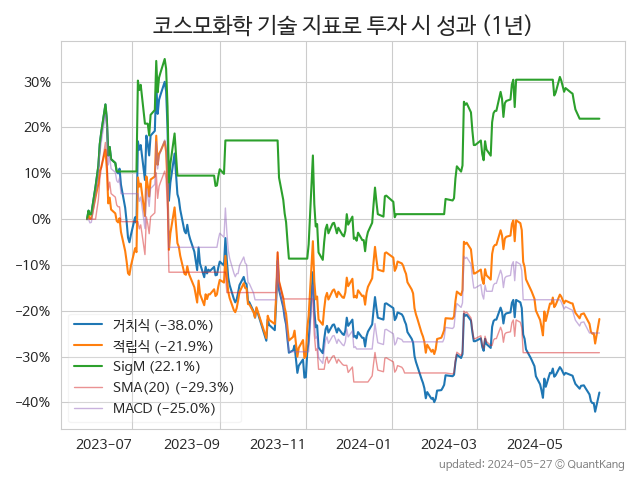 코스모화학 기술 지표로 투자 시 성과 (1년)
30%
20%
10%
0%
−10%
−20%
−30%
−40%
거치식 (−38.0%)
적립식 (−21.9%)
SigM (22.1%)
SMA(20) (−29.3%)
MACD (−25.0%)
2023−07 2023−09 2023−11 2024−01 2024−03 2024−05
updated: 2024−05−27 © QuantKang